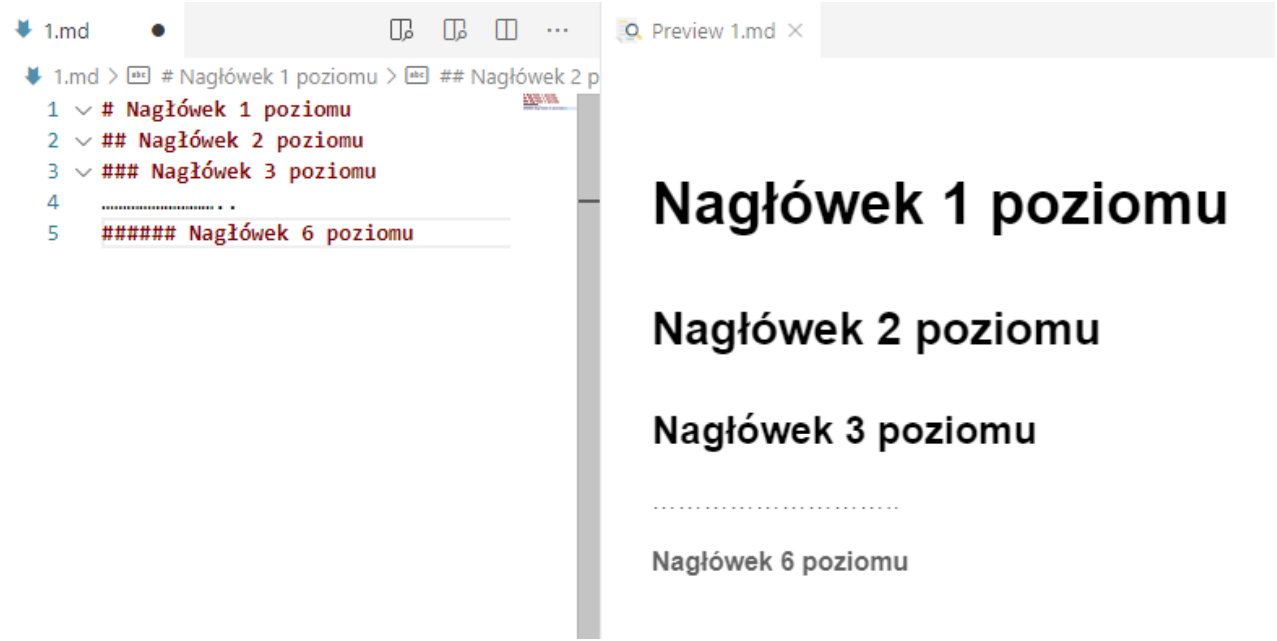 1.md
Preview 1.md
1.md > # Nagłówek 1 poziomu > ## Nagłówek 2 p
1 # Nagłówek 1 poziomu
2 ## Nagłówek 2 poziomu
3 ### Nagłówek 3 poziomu
4 ………………………..
5 ###### Nagłówek 6 poziomu
Nagłówek 1 poziomu
Nagłówek 2 poziomu
Nagłówek 3 poziomu
………………………..
Nagłówek 6 poziomu